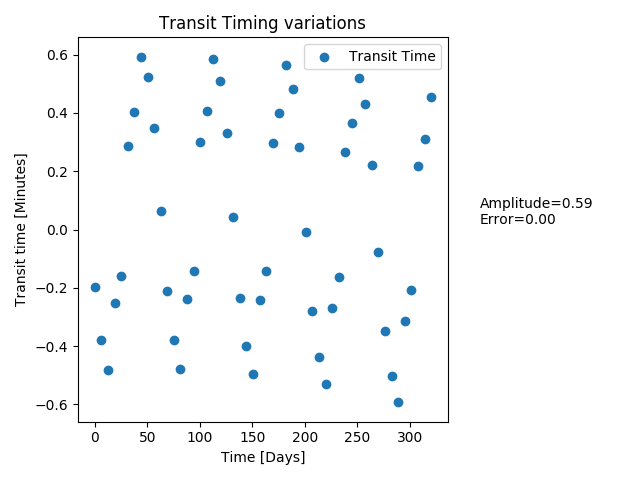 Transit Timing variations
Transit Time
0.6
0.4
0.2
0.0
−0.2
−0.4
−0.6
Transit time [Minutes]
0
50
100
150
200
250
300
Time [Days]
Amplitude=0.59
Error=0.00